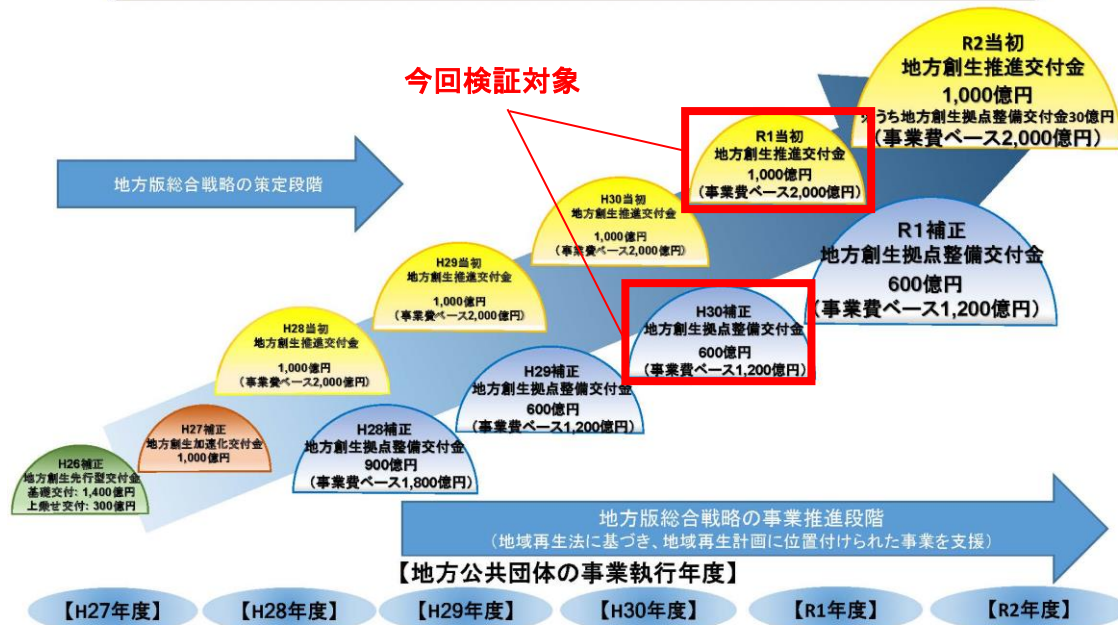 今回検証対象
R2当初
地方創生推進交付金
1,000億円
※うち地方創生拠点整備交付金30億円
(事業費ベース2,000億円)
R1当初
地方創生推進交付金
1,000億円
(事業費ベース2,000億円)
地方版総合戦略の策定段階
H30当初
地方創生推進交付金
1,000億円
(事業費ベース2,000億円)
R1補正
地方創生拠点整備交付金
600億円
(事業費ベース1,200億円)
H29当初
地方創生推進交付金
1,000億円
(事業費ベース2,000億円)
H30補正
地方創生拠点整備交付金
600億円
(事業費ベース1,200億円)
H28当初
地方創生推進交付金
1,000億円
(事業費ベース2,000億円)
H29補正
地方創生拠点整備交付金
600億円
(事業費ベース1,200億円)
H27補正
地方創生加速化交付金
1,000億円
H28補正
地方創生拠点整備交付金
900億円
(事業費ベース1,800億円)
H26補正
地方創生先行型交付金
基礎交付: 1,400億円
上乗せ交付: 300億円
地方版総合戦略の事業推進段階
(地域再生法に基づき、地域再生計画に位置付けられた事業を支援)
【地方公共団体の事業執行年度】
【H27年度】 【H28年度】 【H29年度】 【H30年度】 【R1年度】 【R2年度】